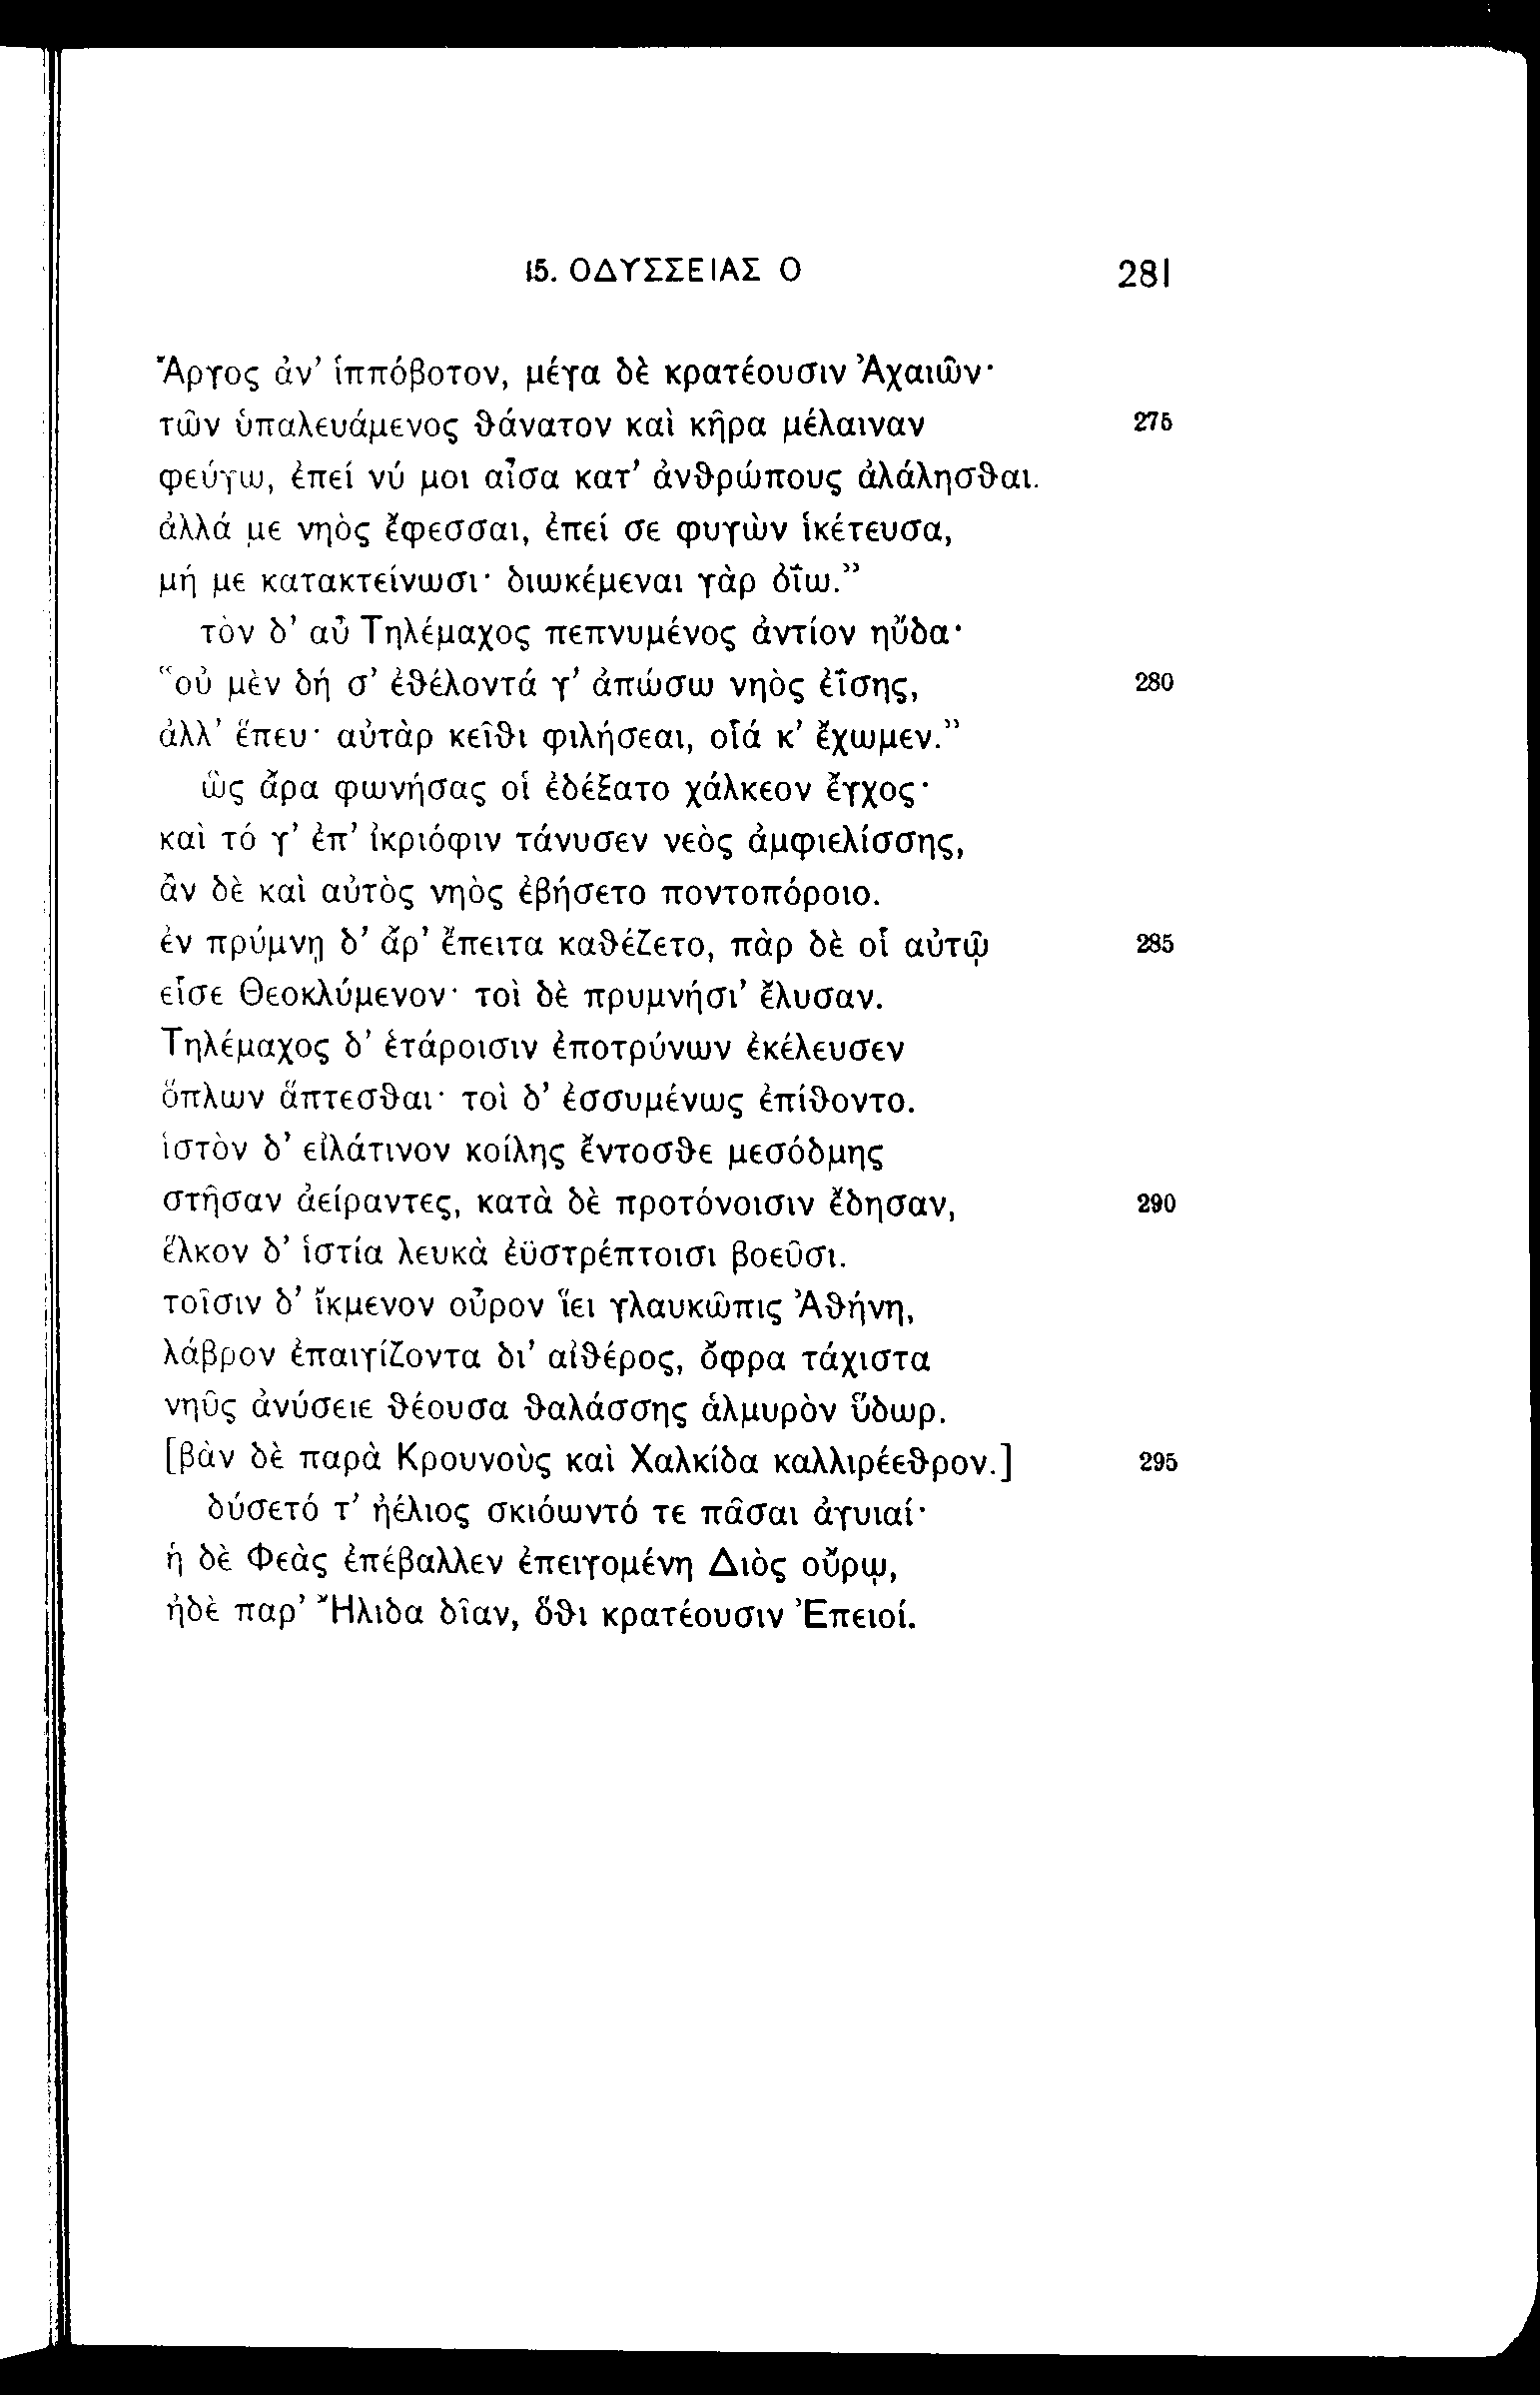 15. ΟΔΥΣΣΕΙΑΣ Ο 281
Ἄργος ἀν’ ἱππόβοτον, μέγα δὲ κρατέουσιν Ἀχαιῶν·
τῶν ὑπαλευάμενος θάνατον καὶ κῆρα μέλαιναν 275
φεύγω, ἐπεί νύ μοι αἶσα κατ’ ἀνθρώπους ἀλάλησθαι.
ἀλλά με νηὸς ἔφεσσαι, ἐπεί σε φυγὼν ἱκέτευσα,
μή με κατακτείνωσι· διωκέμεναι γὰρ ὀΐω.”
τὸν δ’ αὖ Τηλέμαχος πεπνυμένος ἀντίον ηὔδα·
“οὐ μὲν δή σ’ ἐθέλοντά γ’ ἀπώσω νηὸς ἐΐσης, 280
ἀλλ’ ἕπευ· αὐτὰρ κεῖθι φιλήσεαι, οἷά κ’ ἔχωμεν.”
ὣς ἄρα φωνήσας οἱ ἐδέξατο χάλκεον ἔγχος·
καὶ τό γ’ ἐπ’ ἰκριόφιν τάνυσεν νεὸς ἀμφιελίσσης,
ἂν δὲ καὶ αὐτὸς νηὸς ἐβήσετο ποντοπόροιο.
ἐν πρύμνῃ δ’ ἄρ’ ἔπειτα καθέζετο, πὰρ δὲ οἷ αὐτῷ 285
εἷσε Θεοκλύμενον· τοὶ δὲ πρυμνήσι’ ἔλυσαν.
Τηλέμαχος δ’ ἑτάροισιν ἐποτρύνων ἐκέλευσεν
ὅπλων ἅπτεσθαι· τοὶ δ’ ἐσσυμένως ἐπίθοντο.
ἱστὸν δ’ εἰλάτινον κοίλης ἔντοσθε μεσόδμης
στῆσαν ἀείραντες, κατὰ δὲ προτόνοισιν ἔδησαν, 290
ἕλκον δ’ ἱστία λευκὰ ἐϋστρέπτοισι βοεῦσι.
τοῖσιν δ’ ἴκμενον οὖρον ἵει γλαυκῶπις Ἀθήνη,
λάβρον ἐπαιγίζοντα δι’ αἰθέρος, ὄφρα τάχιστα
νηῦς ἀνύσειε θέουσα θαλάσσης ἁλμυρὸν ὕδωρ.
[βὰν δὲ παρὰ Κρουνοὺς καὶ Χαλκίδα καλλιρέεθρον.] 295
δύσετό τ’ ἠέλιος σκιόωντό τε πᾶσαι ἀγυιαί·
ἡ δὲ Φεὰς ἐπέβαλλεν ἐπειγομένη Διὸς οὔρῳ,
ἠδὲ παρ’ Ἤλιδα δῖαν, ὅθι κρατέουσιν Ἐπειοί.